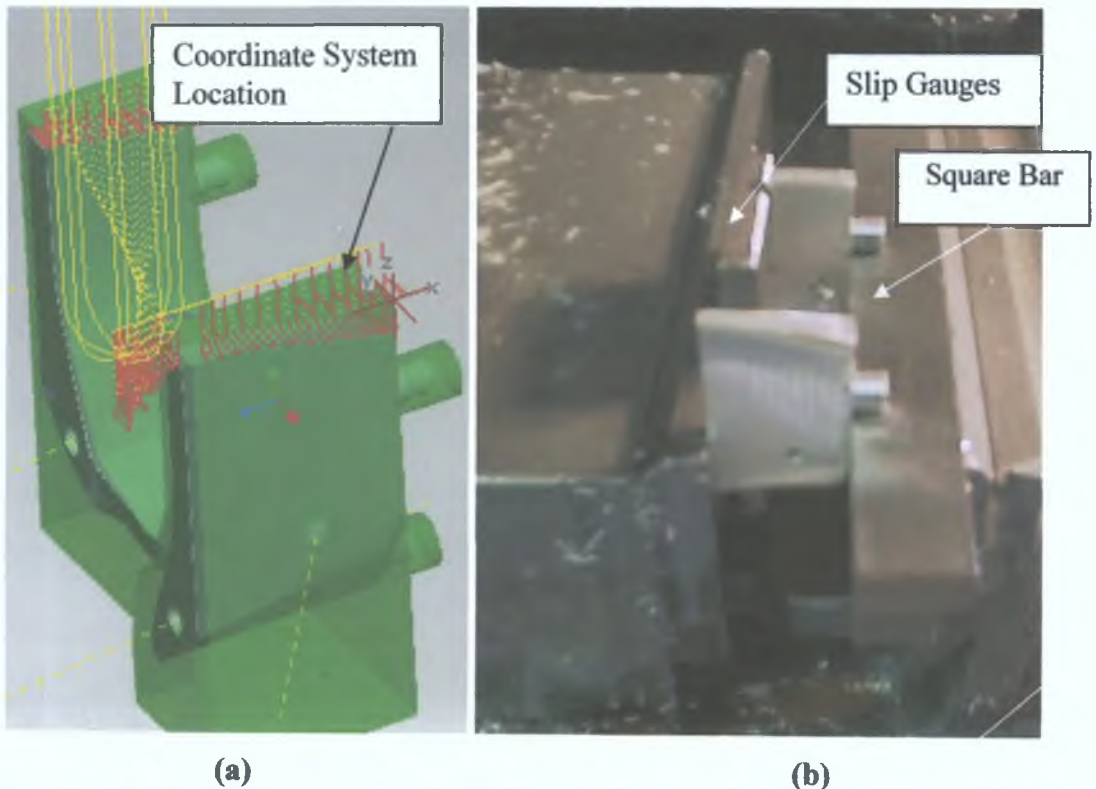 Coordinate System
Location
Slip Gauges
Square Bar
Z
Y
X
(a)
(b)